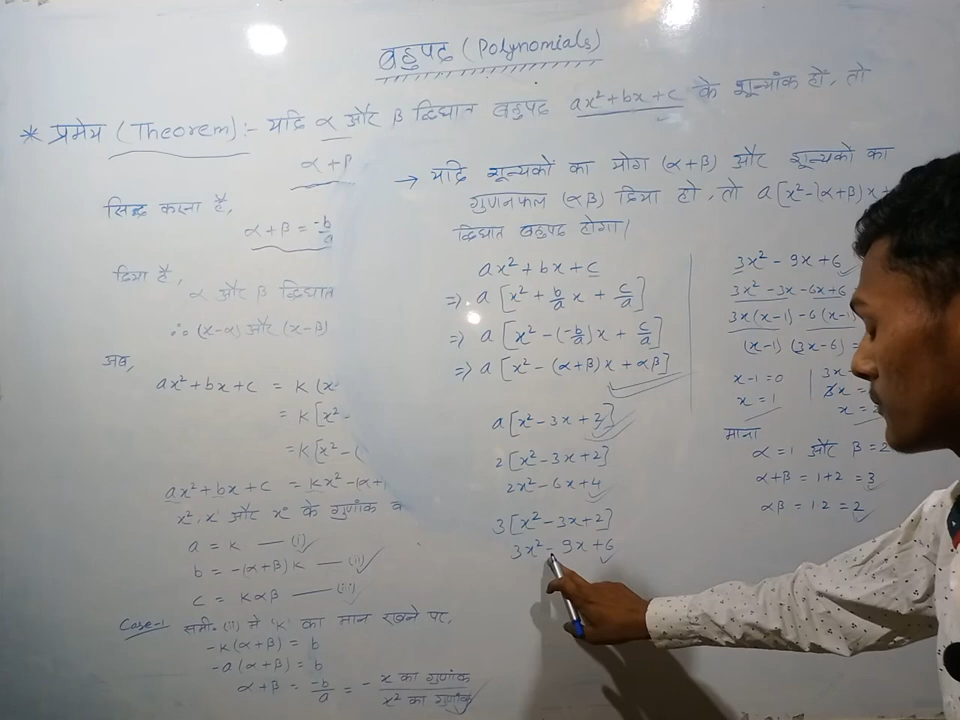 बहुपद (Polynomials)
* प्रमेय (Theorem):- यदि α और β द्विघात बहुपद ax²+bx+c के शून्यांक हों, तो
α+β
सिद्ध करना है,
α+β = -b/a
दिया है,
α और β द्विघात
∴ (x-α) और (x-β)
अब,
ax²+bx+c = K(x-
= K[x²-
= K[x²-(
ax²+bx+c = Kx²-(α+
x², x¹ और x⁰ के गुणांक
a = K —(i)
b = -(α+β)K —(ii)
c = Kαβ —(iii)
Case-1 समी.(ii) में 'K' का मान रखने पर,
-K(α+β) = b
-a(α+β) = b
α+β = -b/a = - x का गुणांक / x² का गुणांक
→ यदि शून्यकों का योग (α+β) और शून्यकों का
गुणनफल (αβ) दिया हो, तो a[x²-(α+β)x+
द्विघात बहुपद होगा।
ax²+bx+c
=> a[x² + b/a x + c/a]
=> a[x² - (-b/a)x + c/a]
=> a[x² - (α+β)x + αβ]
a[x²-3x+2]
2[x²-3x+2]
2x²-6x+4
3[x²-3x+2]
3x²-9x+6
3x²-9x+6
3x²-3x-6x+6
3x(x-1)-6(x-1)
(x-1)(3x-6) =
x-1=0
x=1
3x
3x =
x =
माना
α=1 और β=2
α+β = 1+2 = 3
αβ = 1 2 = 2